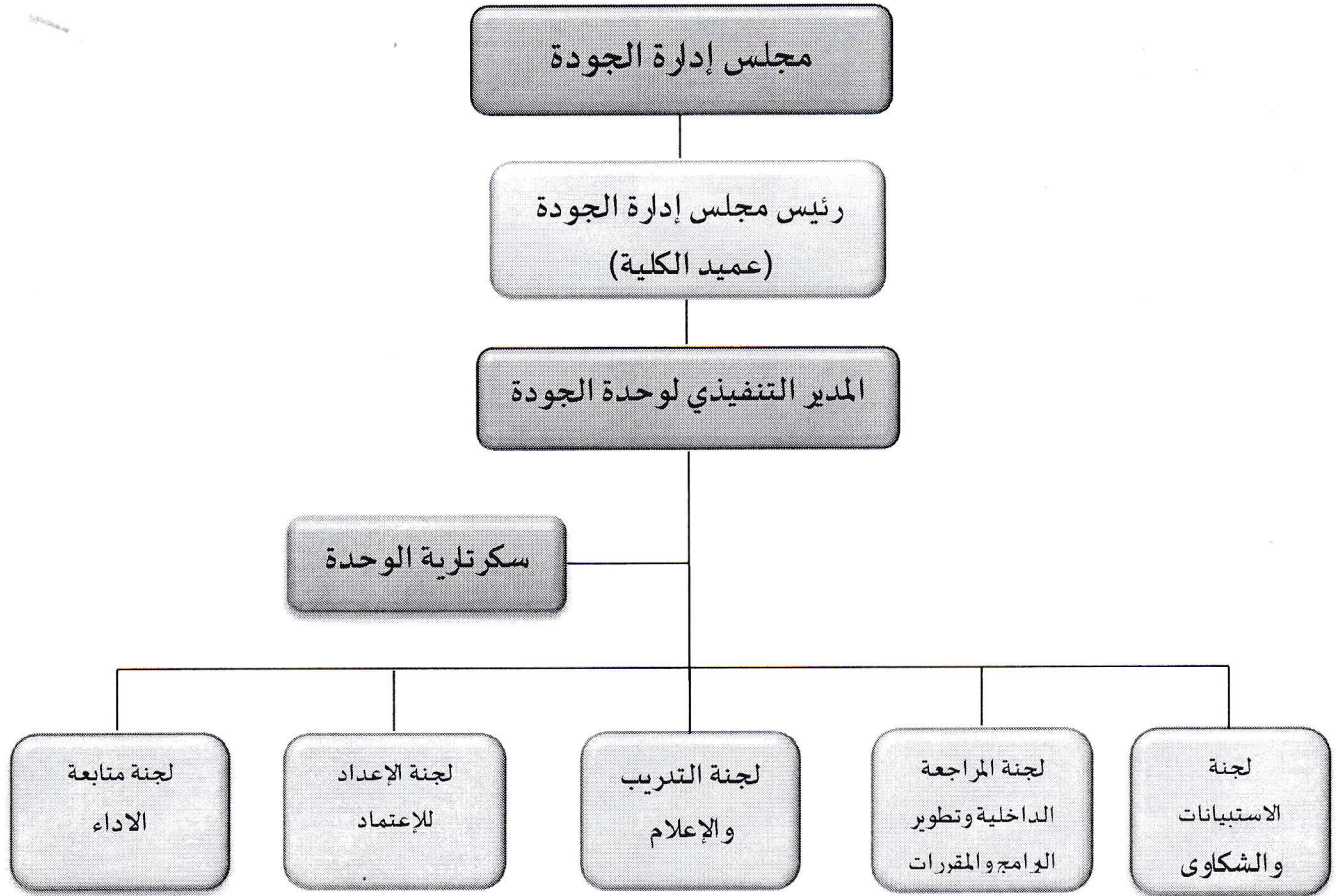 مجلس إدارة الجودة
رئيس مجلس إدارة الجودة
(عميد الكلية)
المدير التنفيذي لوحدة الجودة
سكرتارية الوحدة
لجنة
الاستبيانات
والشكاوى
لجنة المراجعة
الداخلية وتطوير
البرامج والمقررات
لجنة التدريب
والإعلام
لجنة الإعداد
للإعتماد
لجنة متابعة
الاداء